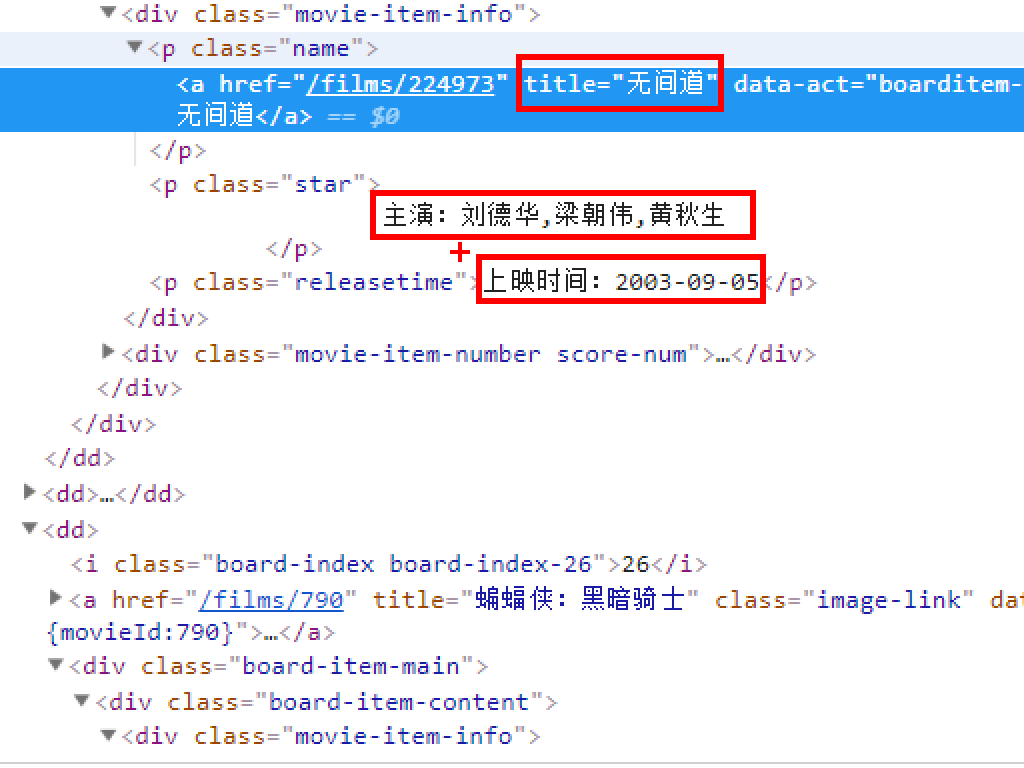 <div class="movie-item-info">
<p class="name">
<a href="/films/224973" title="无间道" data-act="boarditem-
无间道</a> == $0
</p>
<p class="star">
主演：刘德华,梁朝伟,黄秋生
</p>
<p class="releasetime">上映时间：2003-09-05</p>
</div>
<div class="movie-item-number score-num">…</div>
</div>
</div>
</dd>
<dd>…</dd>
<dd>
<i class="board-index board-index-26">26</i>
<a href="/films/790" title="蝙蝠侠：黑暗骑士" class="image-link" dat
{movieId:790}">…</a>
<div class="board-item-main">
<div class="board-item-content">
<div class="movie-item-info">